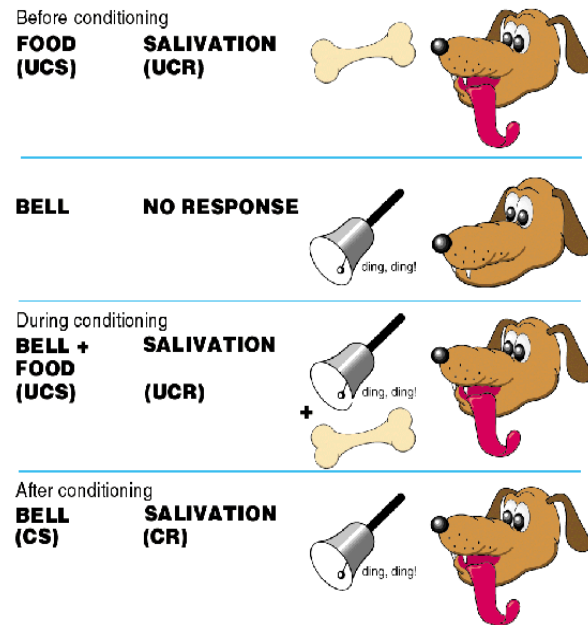 Before conditioning
FOOD SALIVATION
(UCS) (UCR)
BELL NO RESPONSE
ding, ding!
During conditioning
BELL + SALIVATION
FOOD
(UCS) (UCR)
ding, ding!
+
After conditioning
BELL SALIVATION
(CS) (CR)
ding, ding!